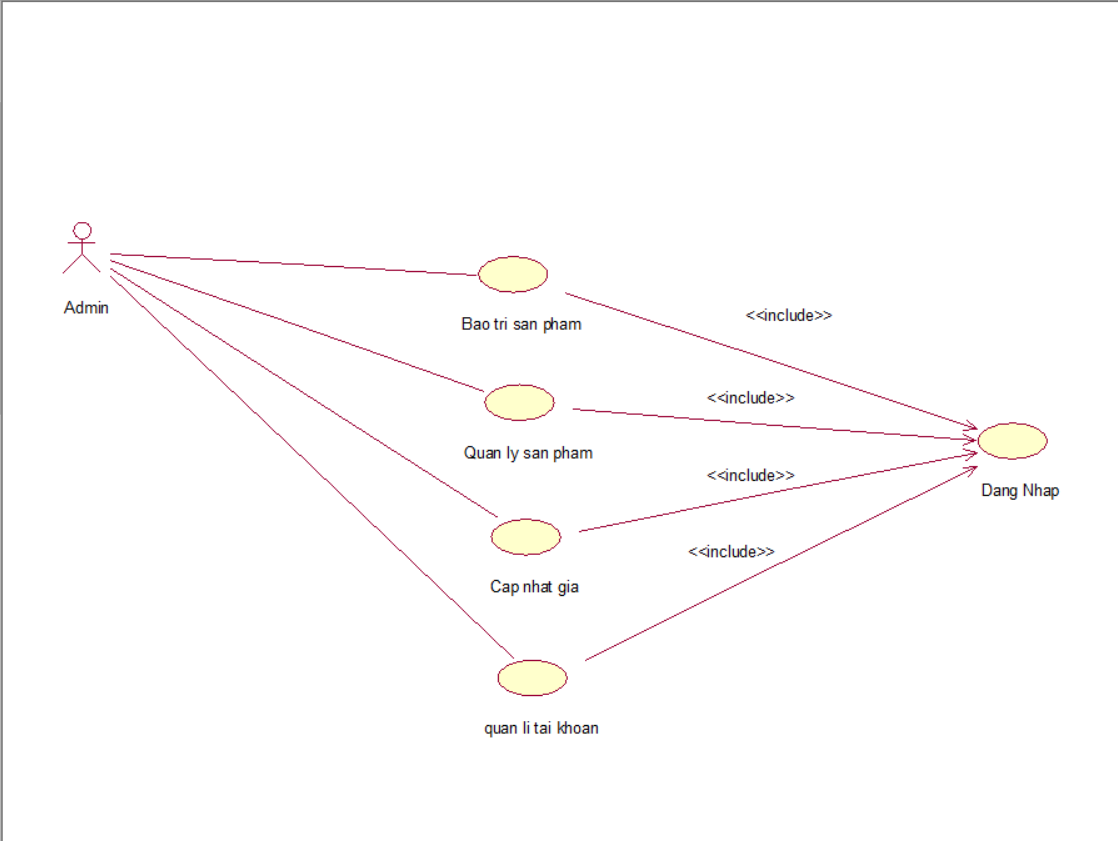 Admin
Bao tri san pham
<<include>>
Quan ly san pham
<<include>>
Dang Nhap
<<include>>
Cap nhat gia
<<include>>
quan li tai khoan